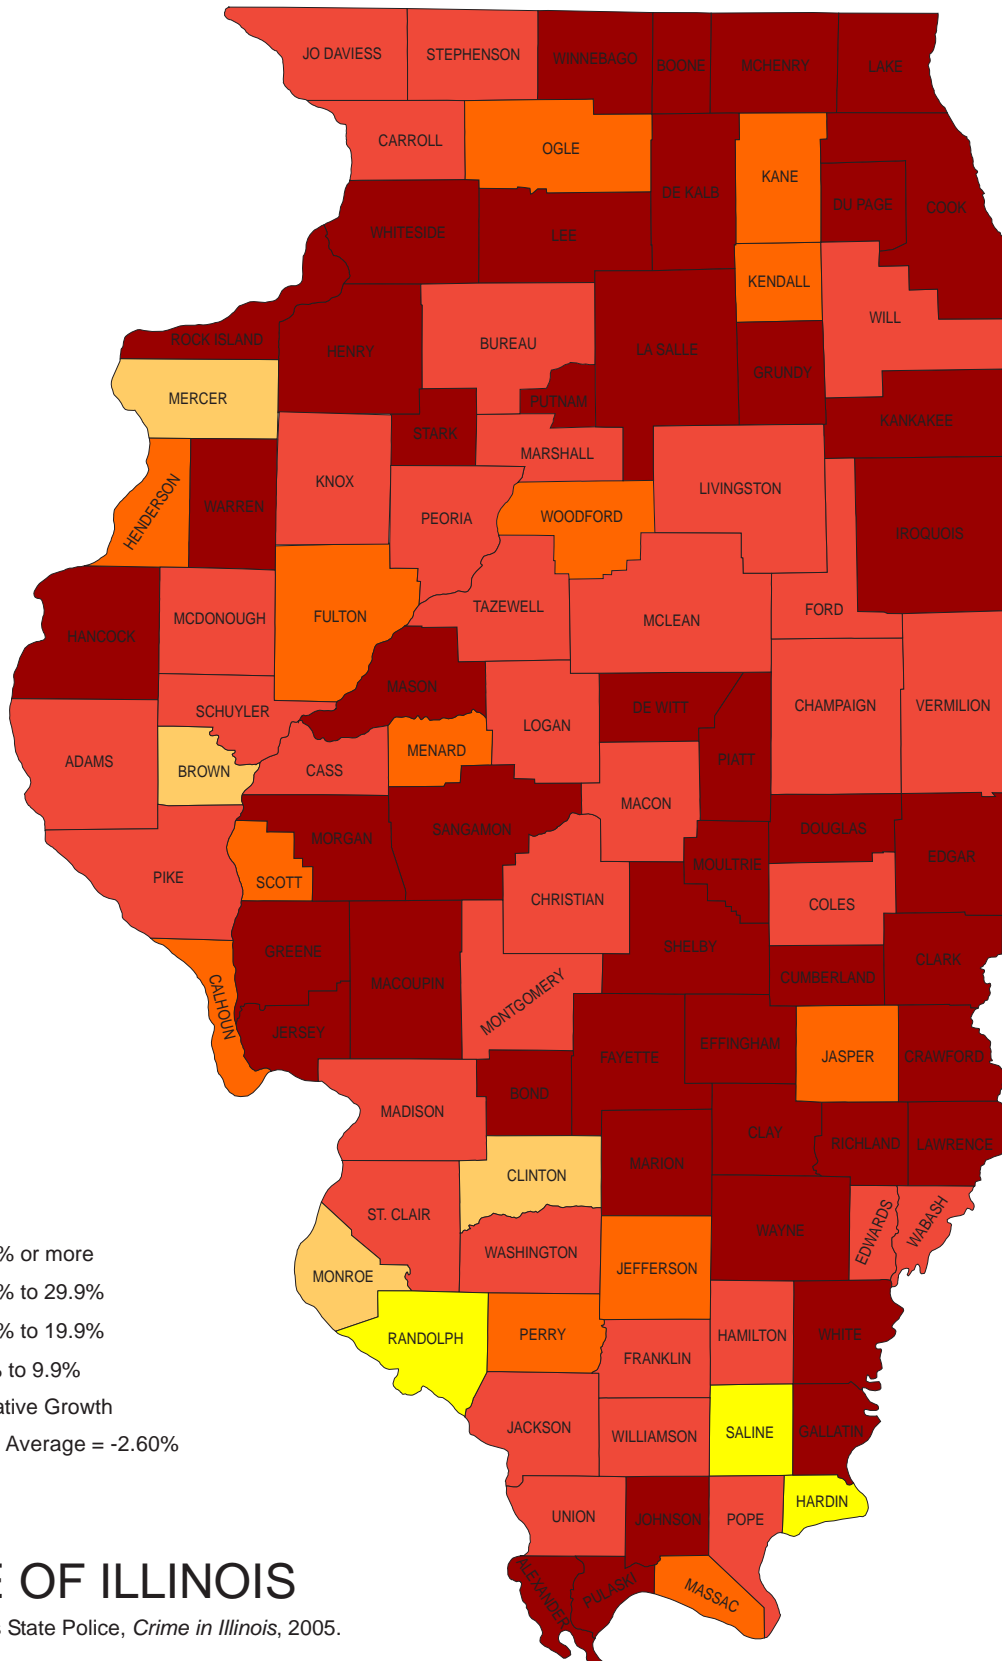 JO DAVIESS
STEPHENSON
WINNEBAGO
BOONE
MCHENRY
LAKE
CARROLL
OGLE
DE KALB
KANE
DU PAGE
COOK
WHITESIDE
LEE
KENDALL
WILL
ROCK ISLAND
HENRY
BUREAU
LA SALLE
GRUNDY
MERCER
PUTNAM
KANKAKEE
STARK
MARSHALL
KNOX
LIVINGSTON
HENDERSON
WARREN
PEORIA
WOODFORD
IROQUOIS
HANCOCK
MCDONOUGH
FULTON
TAZEWELL
MCLEAN
FORD
MASON
SCHUYLER
LOGAN
DE WITT
CHAMPAIGN
VERMILION
ADAMS
BROWN
CASS
MENARD
PIATT
MACON
MORGAN
SANGAMON
DOUGLAS
PIKE
SCOTT
CHRISTIAN
MOULTRIE
EDGAR
COLES
GREENE
MACOUPIN
MONTGOMERY
SHELBY
CUMBERLAND
CLARK
CALHOUN
JERSEY
FAYETTE
EFFINGHAM
JASPER
CRAWFORD
MADISON
BOND
CLAY
RICHLAND
LAWRENCE
CLINTON
MARION
ST. CLAIR
WASHINGTON
WAYNE
EDWARDS
WABASH
MONROE
JEFFERSON
RANDOLPH
PERRY
FRANKLIN
HAMILTON
WHITE
JACKSON
WILLIAMSON
SALINE
GALLATIN
UNION
JOHNSON
POPE
HARDIN
ALEXANDER
PULASKI
MASSAC
% or more
% to 29.9%
% to 19.9%
% to 9.9%
ative Growth
Average = -2.60%
E OF ILLINOIS
s State Police, Crime in Illinois, 2005.